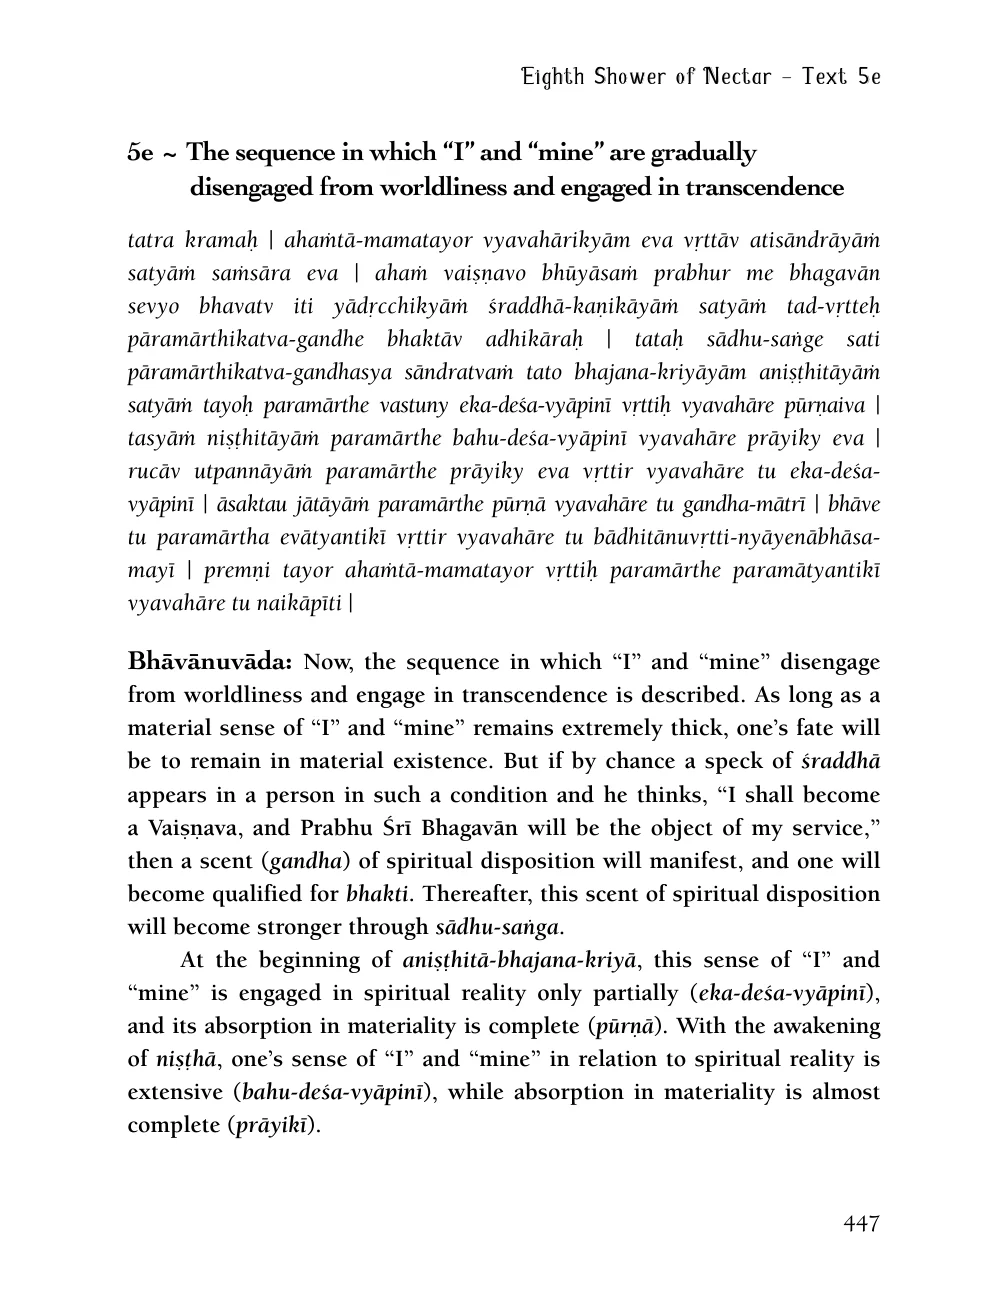 Eighth Shower of Nectar – Text 5e
5e ~ The sequence in which “I” and “mine” are gradually
disengaged from worldliness and engaged in transcendence
tatra kramaḥ | ahaṁtā-mamatayor vyavahārikyām eva vṛttāv atisāndrāyāṁ
satyāṁ saṁsāra eva | ahaṁ vaiṣṇavo bhūyāsaṁ prabhur me bhagavān
sevyo bhavatv iti yādṛcchikyāṁ śraddhā-kaṇikāyāṁ satyāṁ tad-vṛtteḥ
pāramārthikatva-gandhe bhaktāv adhikāraḥ | tataḥ sādhu-saṅge sati
pāramārthikatva-gandhasya sāndratvaṁ tato bhajana-kriyāyām aniṣṭhitāyāṁ
satyāṁ tayoḥ paramārthe vastuny eka-deśa-vyāpinī vṛttiḥ vyavahāre pūrṇaiva |
tasyāṁ niṣṭhitāyāṁ paramārthe bahu-deśa-vyāpinī vyavahāre prāyiky eva |
rucāv utpannāyāṁ paramārthe prāyiky eva vṛttir vyavahāre tu eka-deśa-
vyāpinī | āsaktau jātāyāṁ paramārthe pūrṇā vyavahāre tu gandha-mātrī | bhāve
tu paramārtha evātyantikī vṛttir vyavahāre tu bādhitānuvṛtti-nyāyenābhāsa-
mayī | premṇi tayor ahaṁtā-mamatayor vṛttiḥ paramārthe paramātyantikī
vyavahāre tu naikāpīti |
Bhāvānuvāda: Now, the sequence in which “I” and “mine” disengage
from worldliness and engage in transcendence is described. As long as a
material sense of “I” and “mine” remains extremely thick, one’s fate will
be to remain in material existence. But if by chance a speck of śraddhā
appears in a person in such a condition and he thinks, “I shall become
a Vaiṣṇava, and Prabhu Śrī Bhagavān will be the object of my service,”
then a scent (gandha) of spiritual disposition will manifest, and one will
become qualified for bhakti. Thereafter, this scent of spiritual disposition
will become stronger through sādhu-saṅga.
At the beginning of aniṣṭhitā-bhajana-kriyā, this sense of “I” and
“mine” is engaged in spiritual reality only partially (eka-deśa-vyāpinī),
and its absorption in materiality is complete (pūrṇā). With the awakening
of niṣṭhā, one’s sense of “I” and “mine” in relation to spiritual reality is
extensive (bahu-deśa-vyāpinī), while absorption in materiality is almost
complete (prāyikī).
447